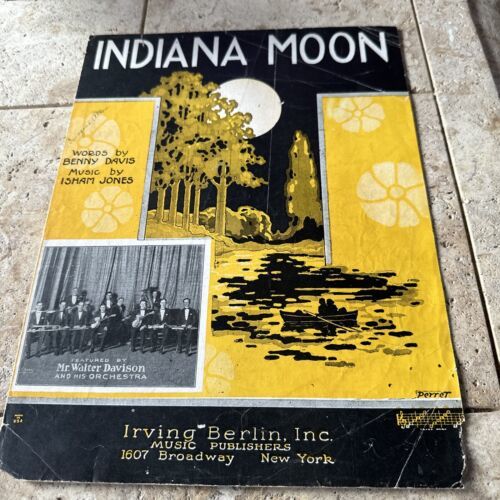 INDIANA MOON
WORDS by
BENNY DAVIS
MUSIC by
ISHAM JONES
FEATURED BY
Mr. Walter Davison
AND HIS ORCHESTRA
Perret
Irving Berlin, Inc.
MUSIC PUBLISHERS
1607 Broadway New York